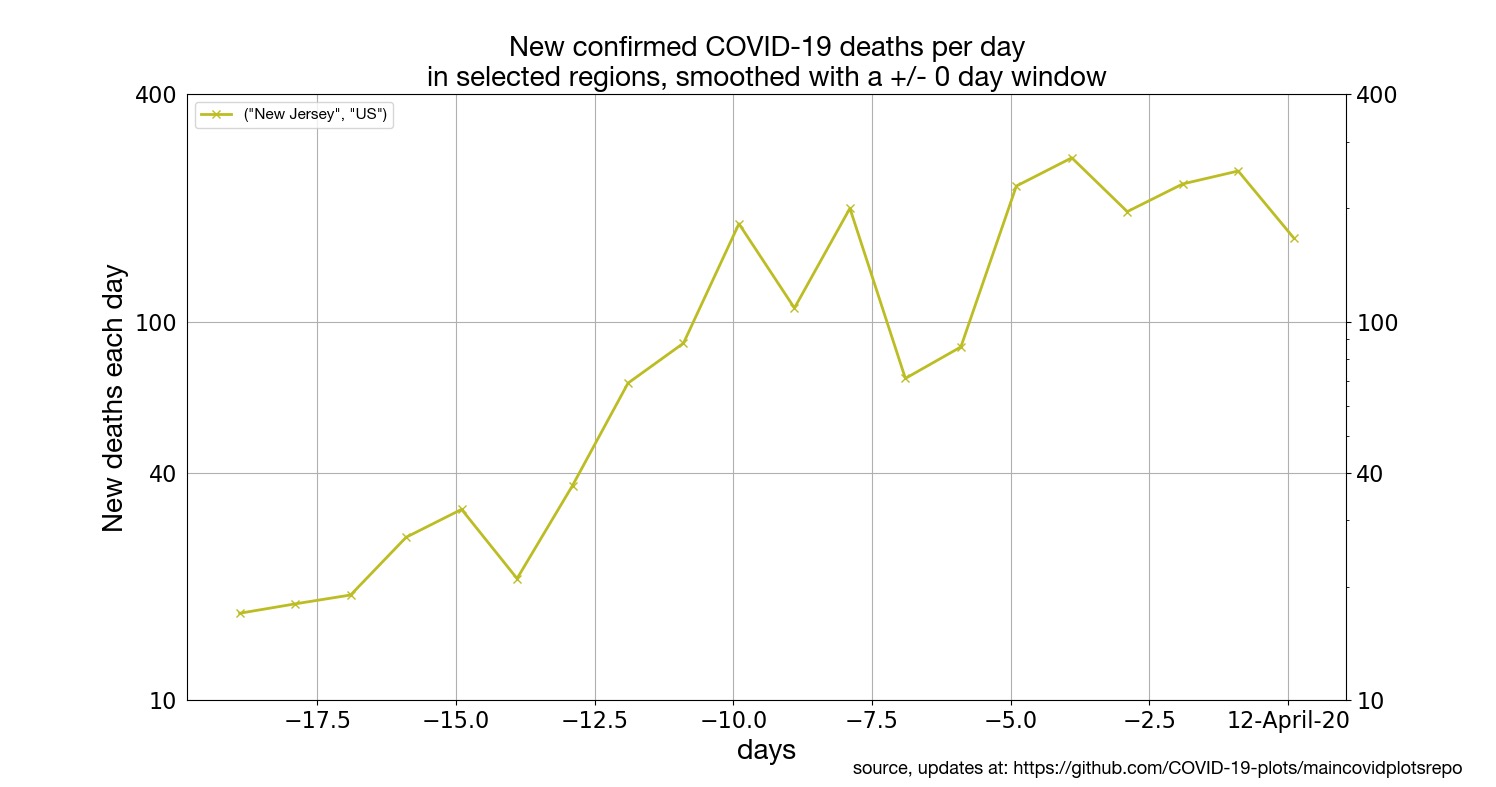 New confirmed COVID-19 deaths per day
in selected regions, smoothed with a +/- 0 day window
400
400
("New Jersey", "US")
100
100
New deaths each day
40
40
10
10
−17.5
−15.0
−12.5
−10.0
−7.5
−5.0
−2.5
12-April-20
days
source, updates at: https://github.com/COVID-19-plots/maincovidplotsrepo